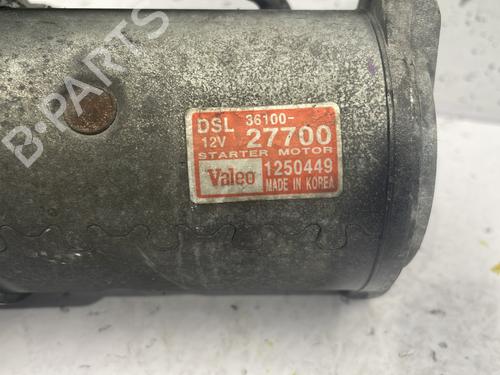 B-PARTS
DSL 36100-
12V 27700
STARTER MOTOR
Valeo 1250449
MADE IN KOREA